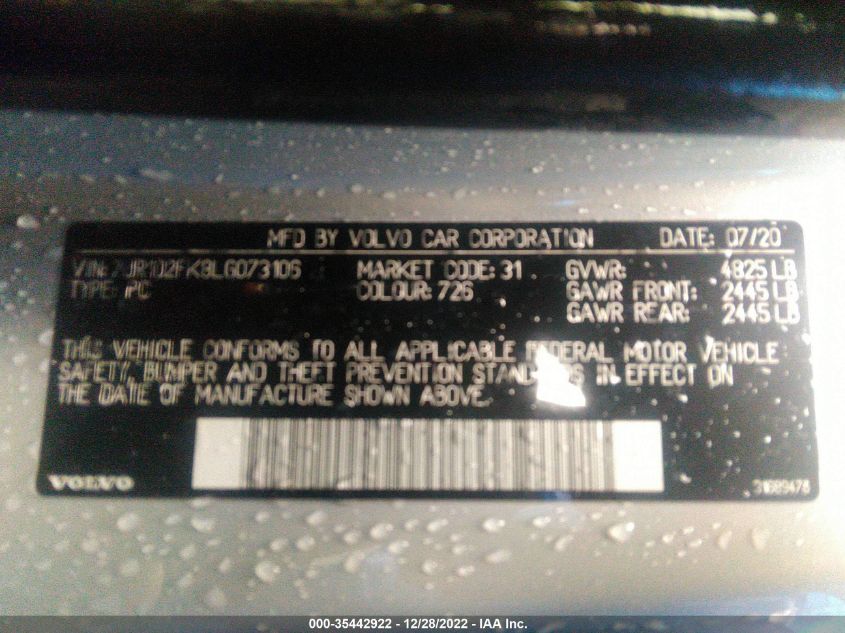 MFD BY VOLVO CAR CORPORATION DATE: 07/20
VIN: 7JR102FK8LG073106 MARKET CODE: 31 GVWR: 4825 LB
TYPE: PC COLOUR: 726 GAWR FRONT: 2445 LB
GAWR REAR: 2445 LB
THIS VEHICLE CONFORMS TO ALL APPLICABLE FEDERAL MOTOR VEHICLE
SAFETY, BUMPER AND THEFT PREVENTION IN EFFECT ON
THE DATE OF MANUFACTURE SHOWN ABOVE.
VOLVO
000-35442922 / 12/28/2022 - IAA Inc.